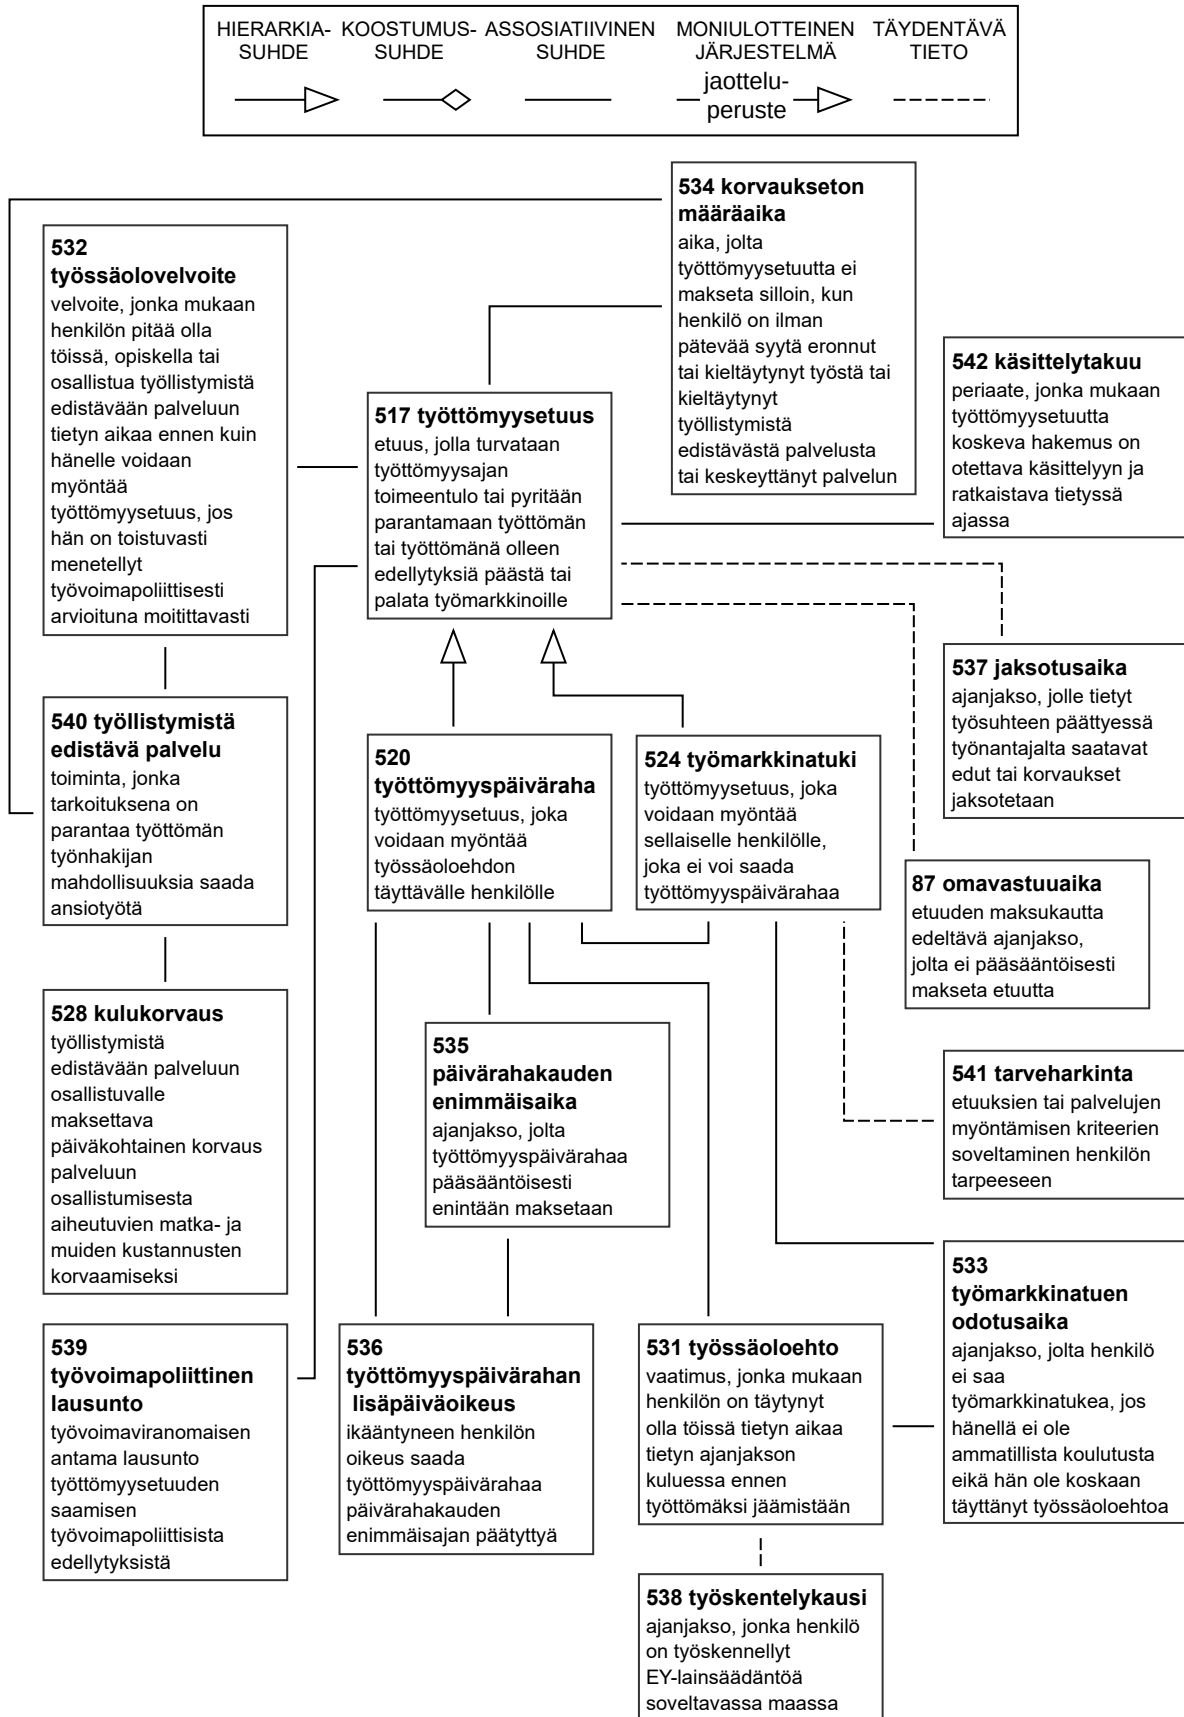 HIERARKIA-
SUHDE
KOOSTUMUS-
SUHDE
ASSOSIATIIVINEN
SUHDE
MONIULOTTEINEN
JÄRJESTELMÄ
TÄYDENTÄVÄ
TIETO
jaottelu-
peruste
534 korvaukseton
määräaika
aika, jolta
työttömyysetuutta ei
makseta silloin, kun
henkilö on ilman
pätevää syytä eronnut
tai kieltäytynyt työstä tai
kieltäytynyt
työllistymistä
edistävästä palvelusta
tai keskeyttänyt palvelun
532
työssäolovelvoite
velvoite, jonka mukaan
henkilön pitää olla
töissä, opiskella tai
osallistua työllistymistä
edistävään palveluun
tietyn aikaa ennen kuin
hänelle voidaan
myöntää
työttömyysetuus, jos
hän on toistuvasti
menetellyt
työvoimapoliittisesti
arvioituna moitittavasti
517 työttömyysetuus
etuus, jolla turvataan
työttömyysajan
toimeentulo tai pyritään
parantamaan työttömän
tai työttömänä olleen
edellytyksiä päästä tai
palata työmarkkinoille
542 käsittelytakuu
periaate, jonka mukaan
työttömyysetuutta
koskeva hakemus on
otettava käsittelyyn ja
ratkaistava tietyssä
ajassa
537 jaksotusaika
ajanjakso, jolle tietyt
työsuhteen päättyessä
työnantajalta saatavat
edut tai korvaukset
jaksotetaan
540 työllistymistä
edistävä palvelu
toiminta, jonka
tarkoituksena on
parantaa työttömän
työnhakijan
mahdollisuuksia saada
ansiotyötä
520
työttömyyspäiväraha
työttömyysetuus, joka
voidaan myöntää
työssäoloehdon
täyttävälle henkilölle
524 työmarkkinatuki
työttömyysetuus, joka
voidaan myöntää
sellaiselle henkilölle,
joka ei voi saada
työttömyyspäivärahaa
87 omavastuuaika
etuuden maksukautta
edeltävä ajanjakso,
jolta ei pääsääntöisesti
makseta etuutta
528 kulukorvaus
työllistymistä
edistävään palveluun
osallistuvalle
maksettava
päiväkohtainen korvaus
palveluun
osallistumisesta
aiheutuvien matka- ja
muiden kustannusten
korvaamiseksi
535
päivärahakauden
enimmäisaika
ajanjakso, jolta
työttömyyspäivärahaa
pääsääntöisesti
enintään maksetaan
541 tarveharkinta
etuuksien tai palvelujen
myöntämisen kriteerien
soveltaminen henkilön
tarpeeseen
533
työmarkkinatuen
odotusaika
ajanjakso, jolta henkilö
ei saa
työmarkkinatukea, jos
hänellä ei ole
ammatillista koulutusta
eikä hän ole koskaan
täyttänyt työssäoloehtoa
539
työvoimapoliittinen
lausunto
työvoimaviranomaisen
antama lausunto
työttömyysetuuden
saamisen
työvoimapoliittisista
edellytyksistä
536
työttömyyspäivärahan
lisäpäiväoikeus
ikääntyneen henkilön
oikeus saada
työttömyyspäivärahaa
päivärahakauden
enimmäisajan päätyttyä
531 työssäoloehto
vaatimus, jonka mukaan
henkilön on täytynyt
olla töissä tietyn aikaa
tietyn ajanjakson
kuluessa ennen
työttömäksi jäämistään
538 työskentelykausi
ajanjakso, jonka henkilö
on työskennellyt
EY-lainsäädäntöä
soveltavassa maassa